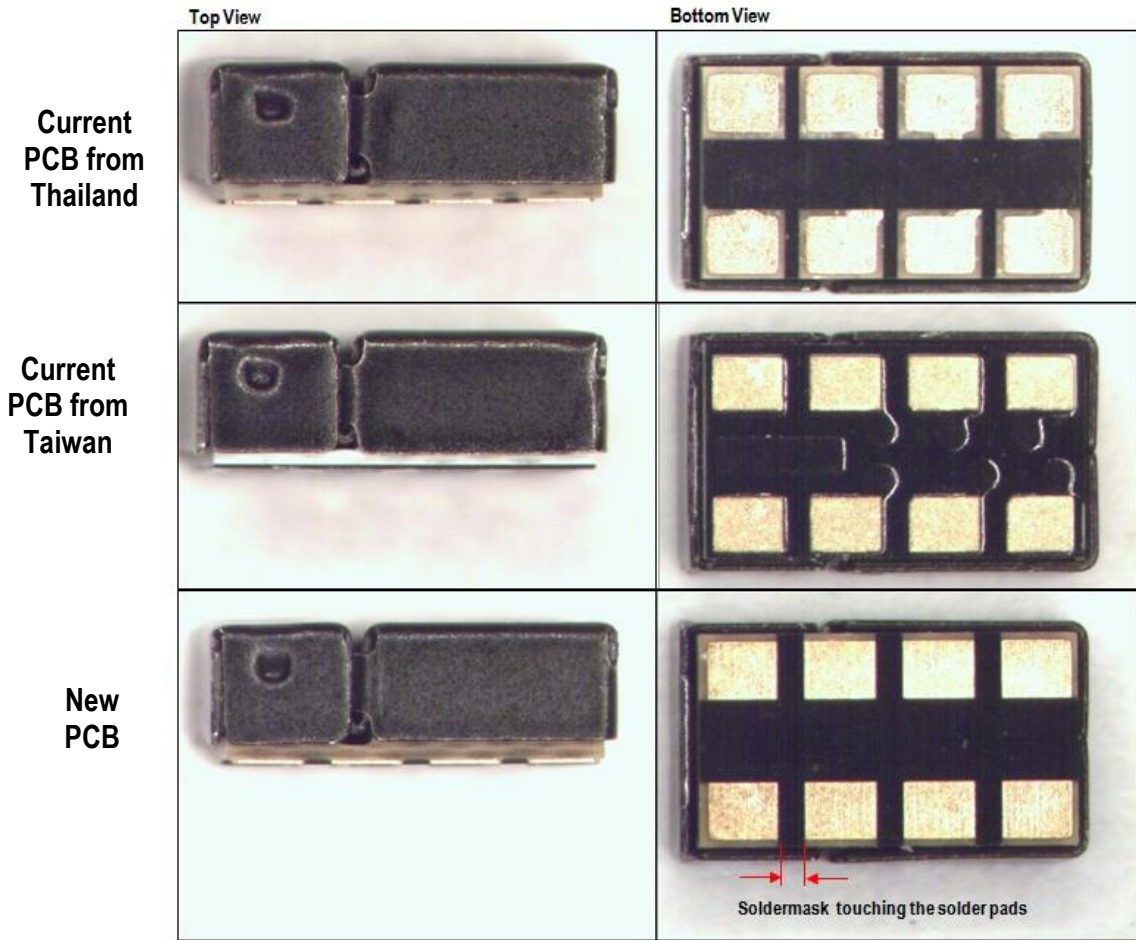 Top View
Bottom View
Current
PCB from
Thailand
Current
PCB from
Taiwan
New
PCB
Soldermask touching the solder pads